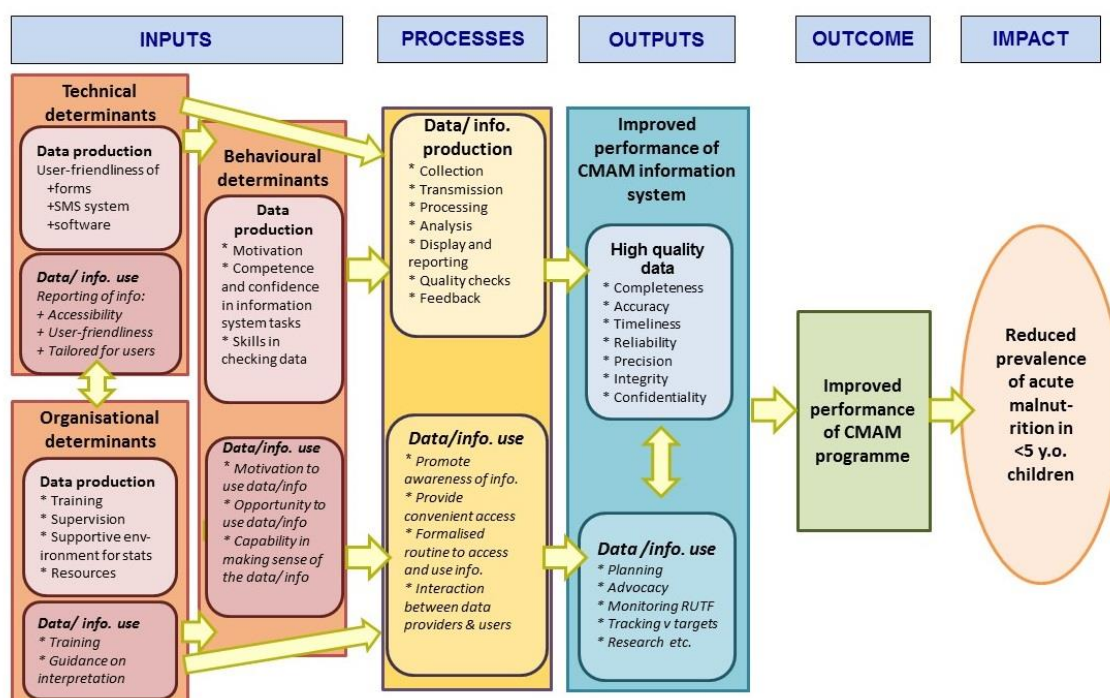 INPUTS
PROCESSES
OUTPUTS
OUTCOME
IMPACT
Technical
determinants
Data production
User-friendliness of
+forms
+SMS system
+software
Data/ info. use
Reporting of info:
+ Accessibility
+ User-friendliness
+ Tailored for users
Organisational
determinants
Data production
* Training
* Supervision
* Supportive env-
ironment for stats
* Resources
Data/ info. use
* Training
* Guidance on
interpretation
Behavioural
determinants
Data
production
* Motivation
* Competence
and confidence
in information
system tasks
* Skills in
checking data
Data/info. use
* Motivation to
use data/info
* Opportunity to
use data/info
* Capability in
making sense of
the data/info
Data/ info.
production
* Collection
* Transmission
* Processing
* Analysis
* Display and
reporting
* Quality checks
* Feedback
Data/info. use
* Promote
awareness of info.
* Provide
convenient access
* Formalised
routine to access
and use info.
* Interaction
between data
providers & users
Improved
performance of
CMAM information
system
High quality
data
* Completeness
* Accuracy
* Timeliness
* Reliability
* Precision
* Integrity
* Confidentiality
Data /info. use
* Planning
* Advocacy
* Monitoring RUTF
* Tracking v targets
* Research etc.
Improved
performance
of CMAM
programme
Reduced
prevalence
of acute
malnut-
rition in
<5 y.o.
children